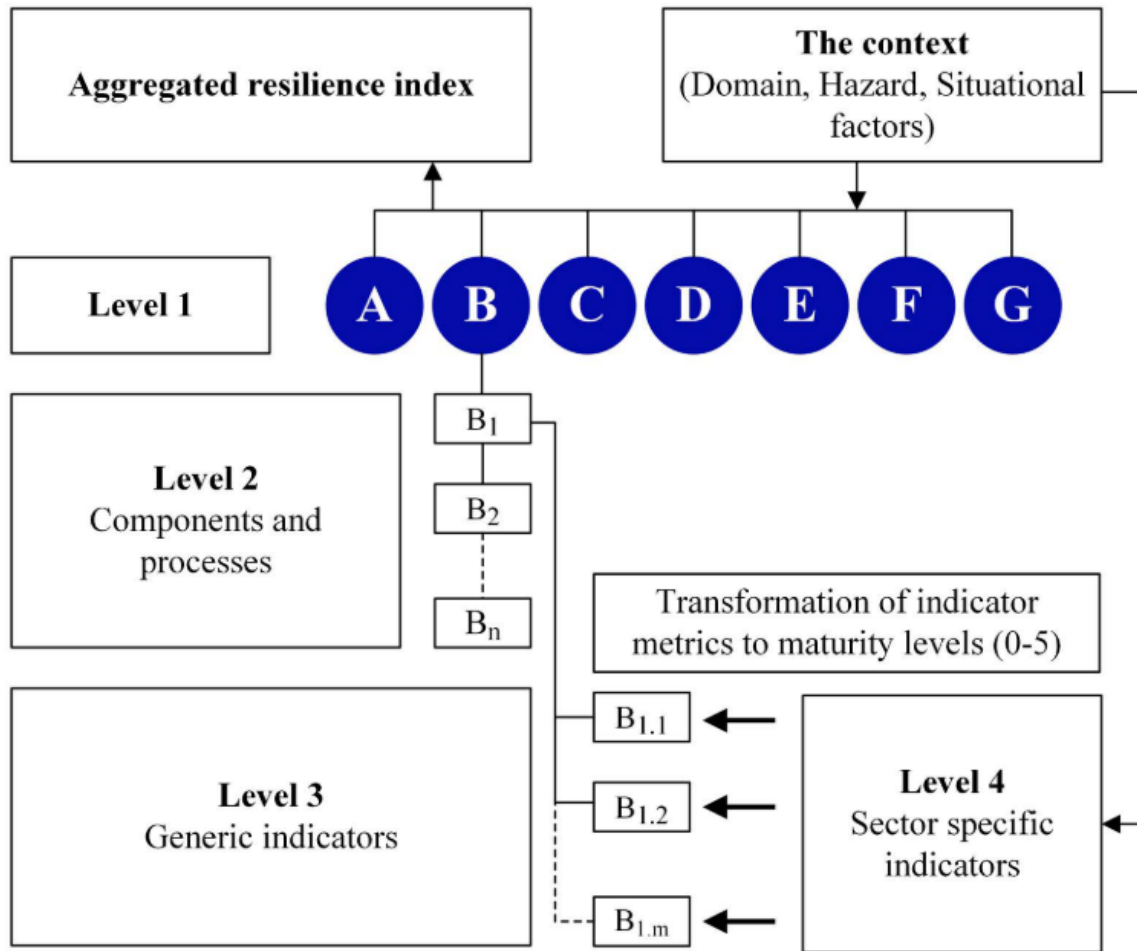 Aggregated resilience index
The context
(Domain, Hazard, Situational
factors)
Level 1
A B C D E F G
Level 2
Components and
processes
B1
B2
Bn
Transformation of indicator
metrics to maturity levels (0-5)
Level 3
Generic indicators
B1.1
B1.2
B1.m
Level 4
Sector specific
indicators